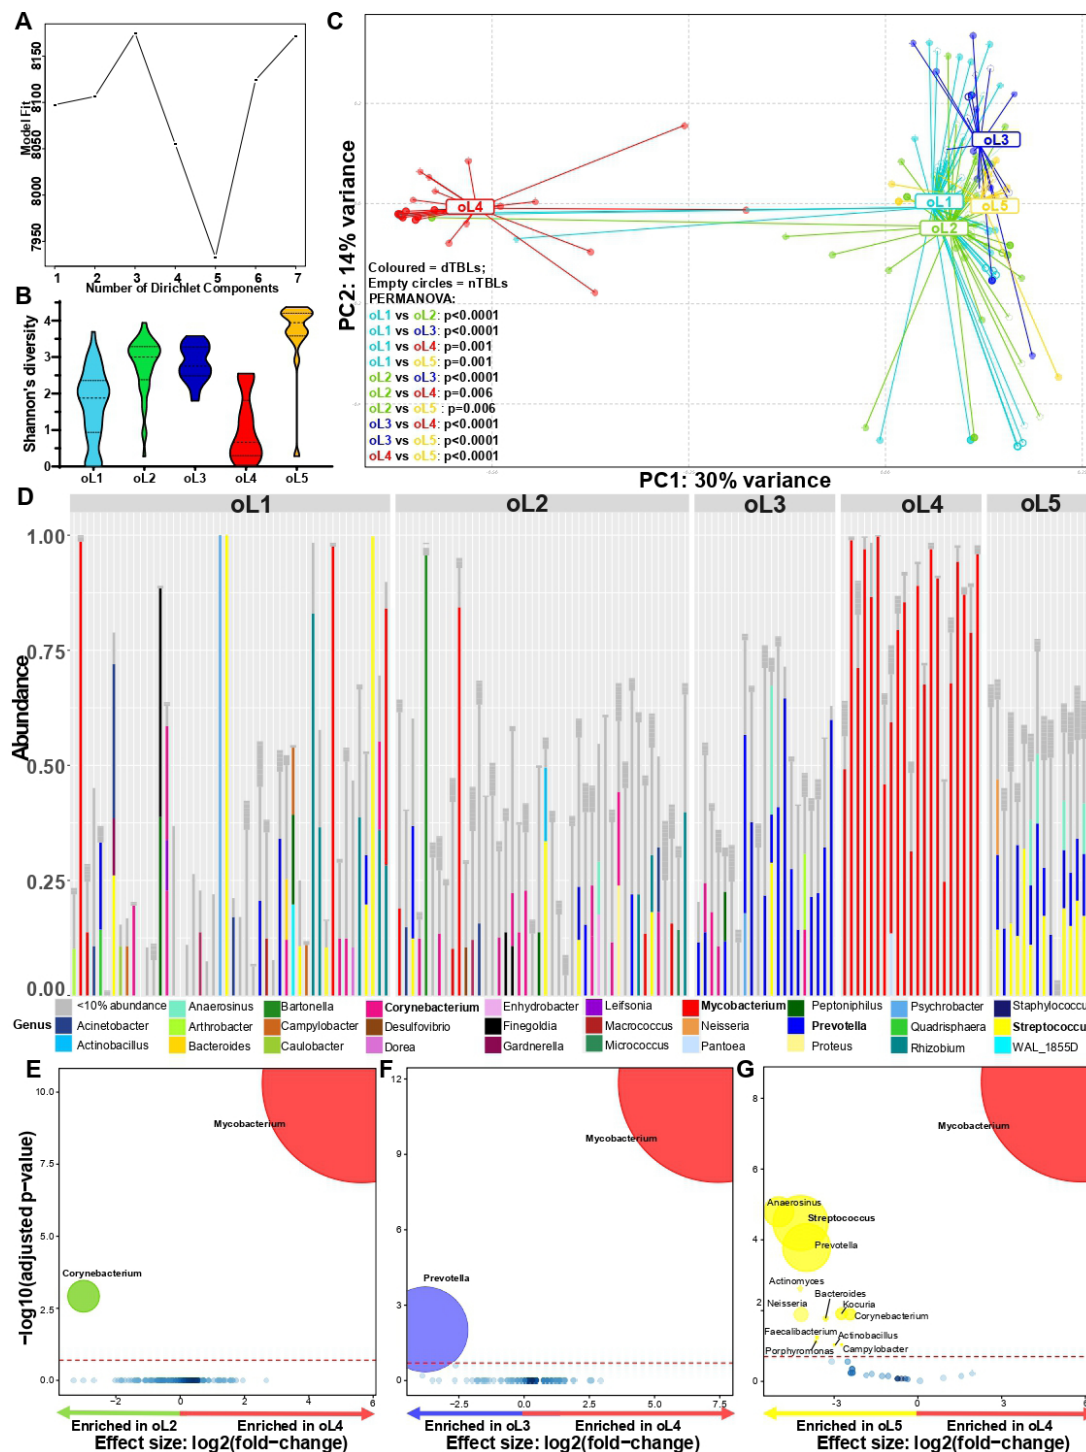 A
Model Fit
8150
8100
8050
8000
7950
1 2 3 4 5 6 7
Number of Dirichlet Components
B
Shannon's diversity
4
3
2
1
0
oL1 oL2 oL3 oL4 oL5
C
PC2: 14% variance
oL4
oL3
oL1
oL5
oL2
Coloured = dTBLs;
Empty circles = nTBLs
PERMANOVA:
oL1 vs oL2: p<0.0001
oL1 vs oL3: p<0.0001
oL1 vs oL4: p=0.001
oL1 vs oL5: p=0.001
oL2 vs oL3: p<0.0001
oL2 vs oL4: p=0.006
oL2 vs oL5 : p=0.006
oL3 vs oL4: p<0.0001
oL3 vs oL5: p<0.0001
oL4 vs oL5: p<0.0001
PC1: 30% variance
D
oL1 oL2 oL3 oL4 oL5
Abundance
1.00
0.75
0.50
0.25
0.00
Genus
<10% abundance Anaerosinus Bartonella Corynebacterium Enhydrobacter Leifsonia Mycobacterium Peptoniphilus Psychrobacter Staphylococcus
Acinetobacter Arthrobacter Campylobacter Desulfovibrio Finegoldia Macrococcus Neisseria Prevotella Quadrisphaera Streptococcus
Actinobacillus Bacteroides Caulobacter Dorea Gardnerella Micrococcus Pantoea Proteus Rhizobium WAL_1855D
E
−log10(adjusted p−value)
10.0
7.5
5.0
2.5
0.0
Mycobacterium
Corynebacterium
−2 0 2 4 6
Enriched in oL2 Enriched in oL4
Effect size: log2(fold−change)
F
12
9
6
3
0
Mycobacterium
Prevotella
−2.5 0.0 2.5 5.0 7.5
Enriched in oL3 Enriched in oL4
Effect size: log2(fold−change)
G
8
6
4
2
0
Mycobacterium
Anaerosinus
Streptococcus
Prevotella
Actinomyces
Bacteroides
Neisseria
Kocuria
Corynebacterium
Faecalibacterium
Actinobacillus
Porphyromonas
Campylobacter
−3 0 3 6
Enriched in oL5 Enriched in oL4
Effect size: log2(fold−change)